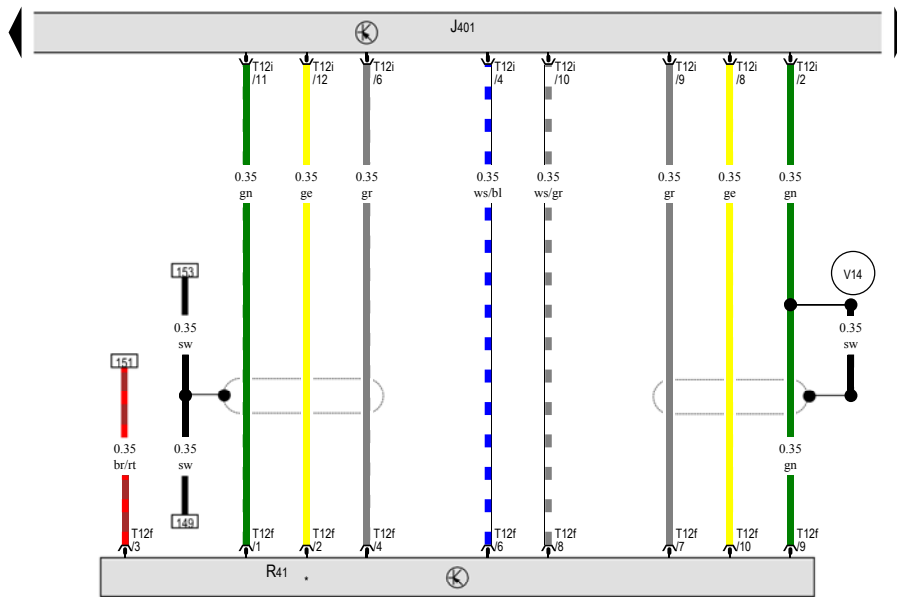 J401
T12i T12i T12i T12i T12i T12i T12i T12i
/11 /12 /6 /4 /10 /9 /8 /2
0.35 0.35 0.35 0.35 0.35 0.35 0.35 0.35
gn ge gr ws/bl ws/gr gr ge gn
153
V14
0.35 0.35
sw sw
151
0.35 0.35 0.35
br/rt sw gn
149
T12f T12f T12f T12f T12f T12f T12f T12f T12f
/3 /1 /2 /4 /6 /8 /7 /10 /9
R41 *